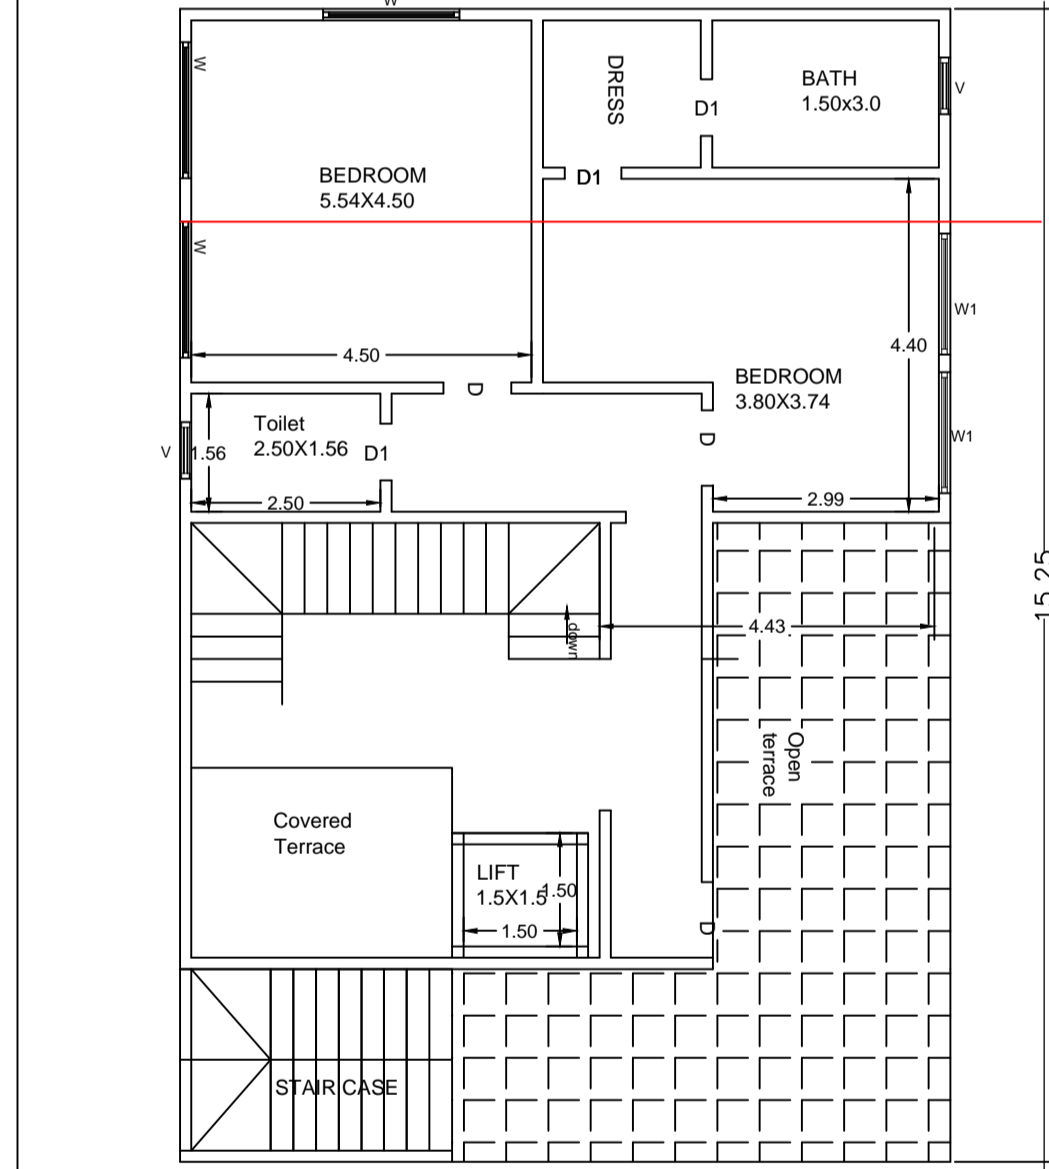 W
W
DRESS
BATH
1.50x3.0
V
D1
BEDROOM
5.54X4.50
D1
W
W1
4.50
4.40
BEDROOM
3.80X3.74
D
Toilet
2.50X1.56
D1
V
1.56
D
W1
2.50
2.99
15.25
down
4.43
Open
terrace
Covered
Terrace
LIFT
1.5X1.5
1.50
1.50
D
STAIR CASE